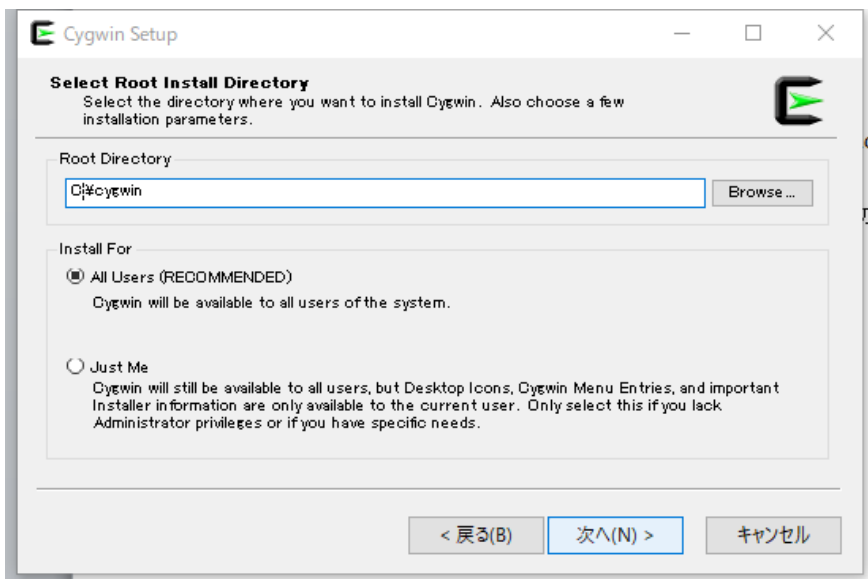 Cygwin Setup
Select Root Install Directory
Select the directory where you want to install Cygwin. Also choose a few
installation parameters.
Root Directory
C:¥cygwin
Browse...
Install For
All Users (RECOMMENDED)
Cygwin will be available to all users of the system.
Just Me
Cygwin will still be available to all users, but Desktop Icons, Cygwin Menu Entries, and important
Installer information are only available to the current user. Only select this if you lack
Administrator privileges or if you have specific needs.
< 戻る(B)
次へ(N) >
キャンセル